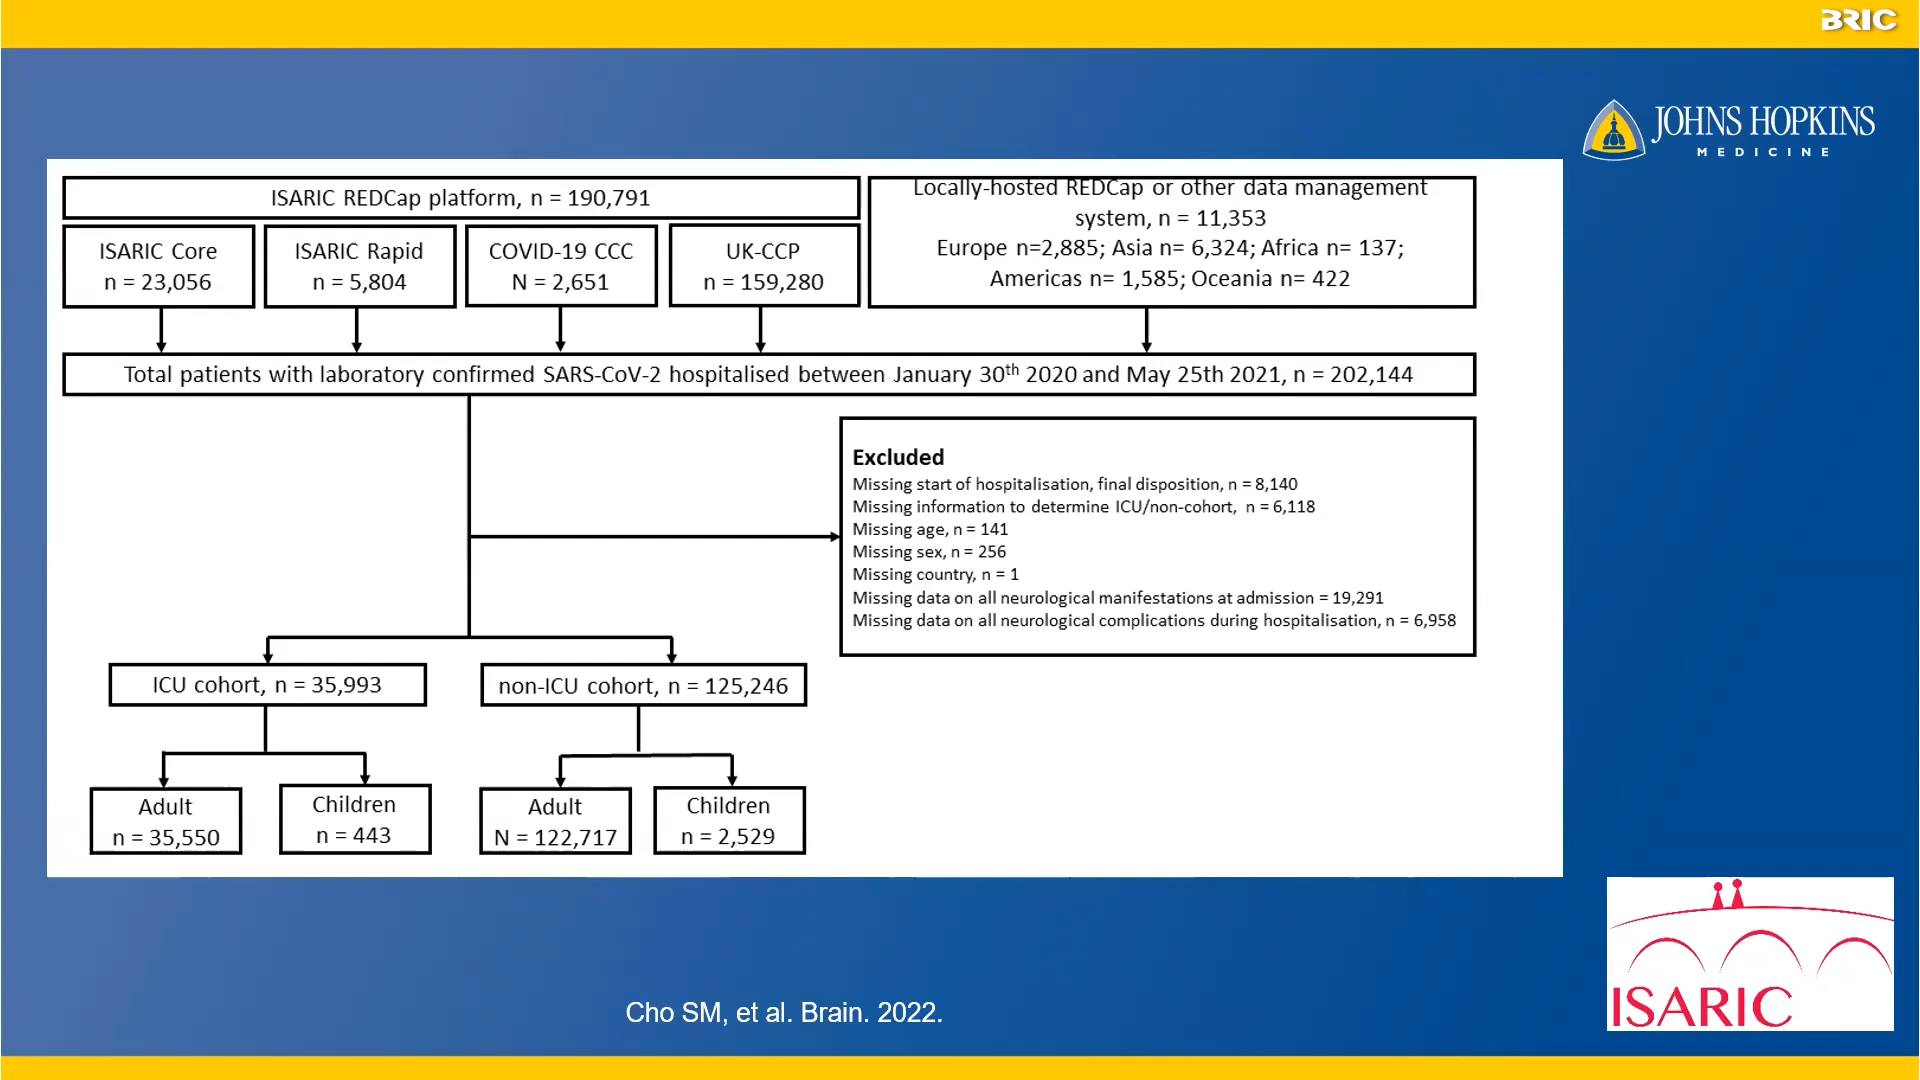 BRIC
JOHNS HOPKINS
MEDICINE
ISARIC REDCap platform, n = 190,791
Locally-hosted REDCap or other data management
system, n = 11,353
Europe n=2,885; Asia n= 6,324; Africa n= 137;
Americas n= 1,585; Oceania n= 422
ISARIC Core
n = 23,056
ISARIC Rapid
n = 5,804
COVID-19 CCC
N = 2,651
UK-CCP
n = 159,280
Total patients with laboratory confirmed SARS-CoV-2 hospitalised between January 30th 2020 and May 25th 2021, n = 202,144
Excluded
Missing start of hospitalisation, final disposition, n = 8,140
Missing information to determine ICU/non-cohort, n = 6,118
Missing age, n = 141
Missing sex, n = 256
Missing country, n = 1
Missing data on all neurological manifestations at admission = 19,291
Missing data on all neurological complications during hospitalisation, n = 6,958
ICU cohort, n = 35,993
non-ICU cohort, n = 125,246
Adult
n = 35,550
Children
n = 443
Adult
N = 122,717
Children
n = 2,529
Cho SM, et al. Brain. 2022.
ISARIC